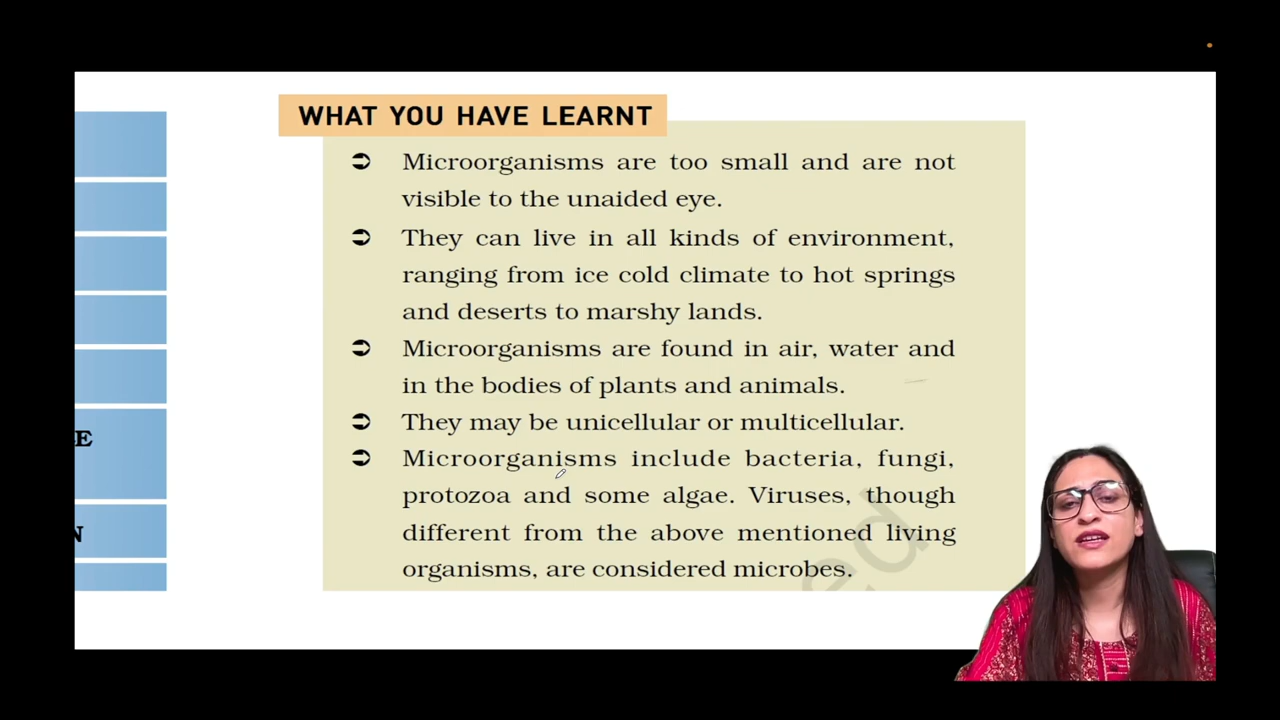 WHAT YOU HAVE LEARNT
➲ Microorganisms are too small and are not
visible to the unaided eye.
➲ They can live in all kinds of environment,
ranging from ice cold climate to hot springs
and deserts to marshy lands.
➲ Microorganisms are found in air, water and
in the bodies of plants and animals.
➲ They may be unicellular or multicellular.
➲ Microorganisms include bacteria, fungi,
protozoa and some algae. Viruses, though
different from the above mentioned living
organisms, are considered microbes.
E
N
ed